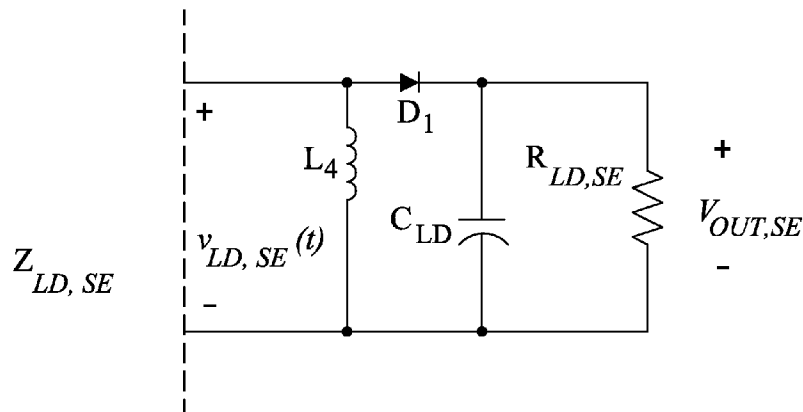 +
D1
L4
RLD,SE
+
CLD
VOUT,SE
vLD, SE(t)
ZLD, SE
−
−